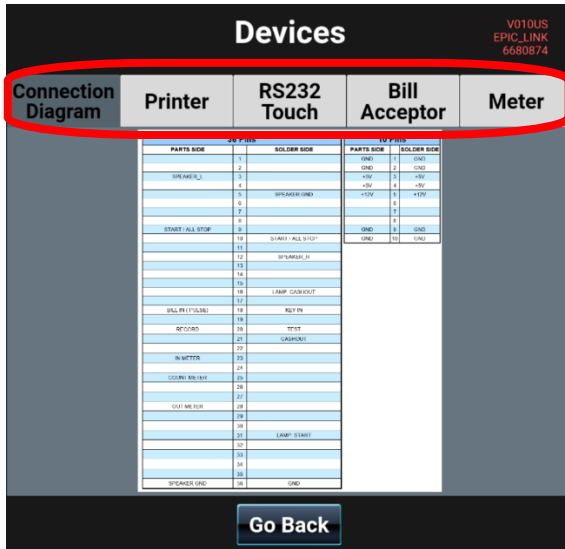 Devices
V010US
EPIC_LINK
6680874
Connection Diagram
Printer
RS232 Touch
Bill Acceptor
Meter
36 Pins 10 Pins
PARTS SIDE SOLDER SIDE PARTS SIDE SOLDER SIDE
1 GND 1 GND
2 GND 2 GND
SPEAKER_L 3 +5V 3 +5V
4 +5V 4 +5V
5 SPEAKER GND +12V 5 +12V
6 6
7 7
8 8
START / ALL STOP 9 GND 9 GND
10 START / ALL STOP GND 10 GND
11
12 SPEAKER_R
13
14
15
16 LAMP: CASHOUT
17
BILL IN (PULSE) 18 KEY IN
19
RECORD 20 TEST
21 CASHOUT
22
IN METER 23
24
COUNT METER 25
26
27
OUT METER 28
29
30
31 LAMP: START
32
33
34
35
SPEAKER GND 36 GND
Go Back